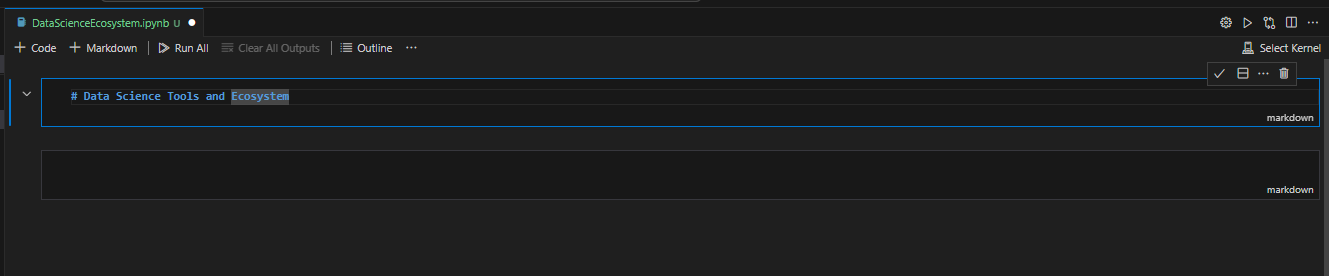 DataScienceEcosystem.ipynb U
Code Markdown Run All Clear All Outputs Outline ... Select Kernel
# Data Science Tools and Ecosystem
markdown
markdown